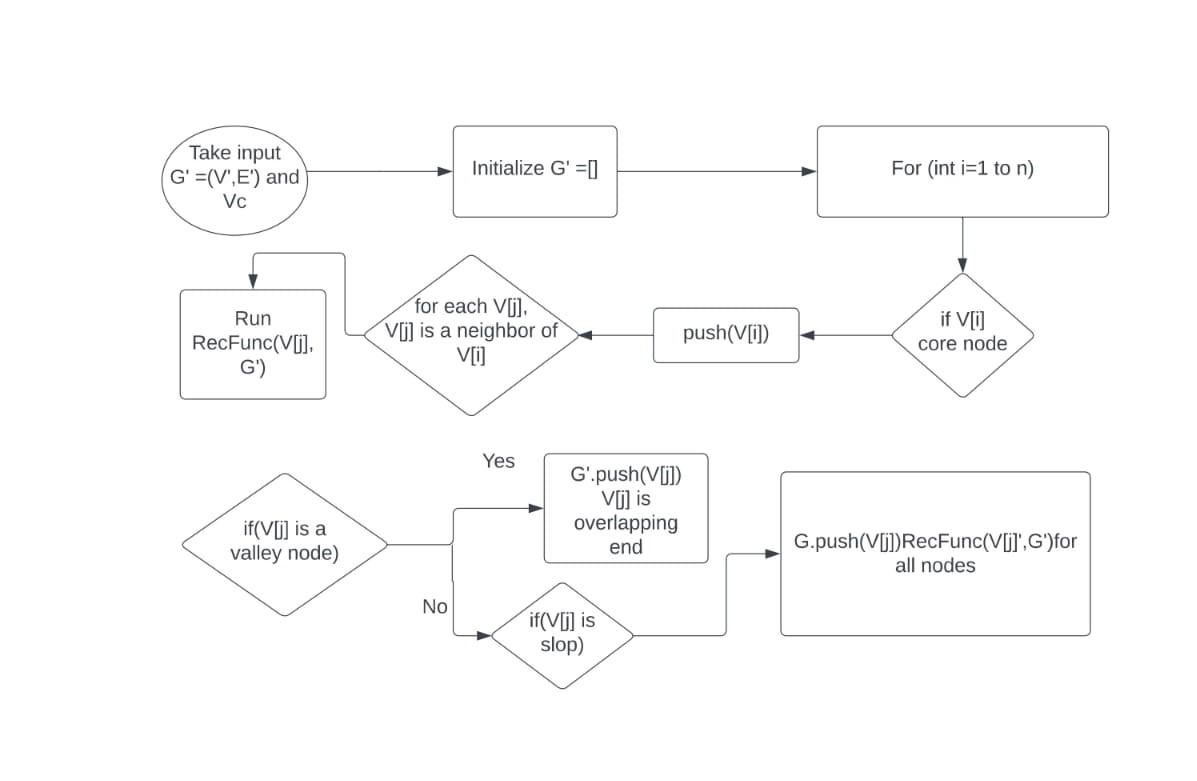 Take input
G' =(V',E') and
Vc
Initialize G' =[]
For (int i=1 to n)
if V[i]
core node
push(V[i])
for each V[j],
V[j] is a neighbor of
V[i]
Run
RecFunc(V[j],
G')
if(V[j] is a
valley node)
Yes
G'.push(V[j])
V[j] is
overlapping
end
No
if(V[j] is
slop)
G.push(V[j])RecFunc(V[j]',G')for
all nodes